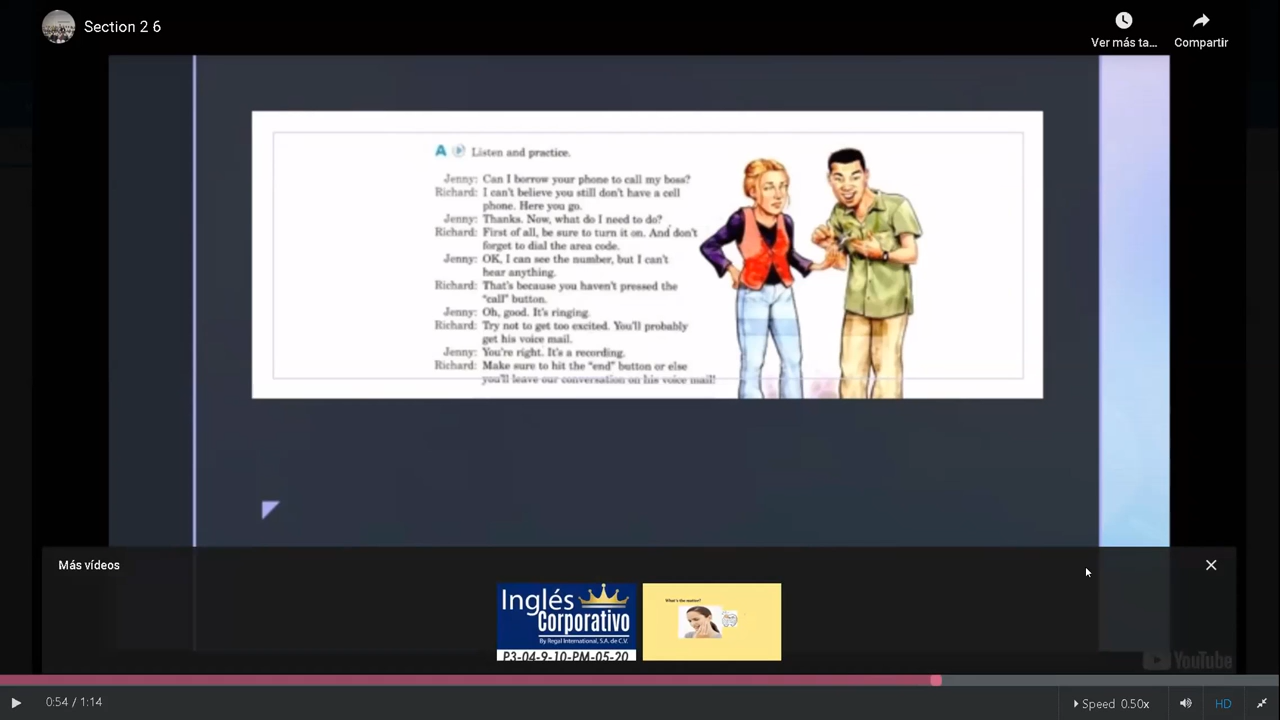 Section 2 6
Ver más ta...
Compartir
A Listen and practice.
Jenny: Can I borrow your phone to call my boss?
Richard: I can't believe you still don't have a cell
phone. Here you go.
Jenny: Thanks. Now, what do I need to do?
Richard: First of all, be sure to turn it on. And don't
forget to dial the area code.
Jenny: OK, I can see the number, but I can't
hear anything.
Richard: That's because you haven't pressed the
"call" button.
Jenny: Oh, good. It's ringing.
Richard: Try not to get too excited. You'll probably
get his voice mail.
Jenny: You're right. It's a recording.
Richard: Make sure to hit the "end" button or else
you'll leave our conversation on his voice mail!
Más vídeos
Inglés
Corporativo
By Regal International, S.A. de C.V.
P3-04-9-10-PM-05-20
What's the matter?
YouTube
0:54 / 1:14
Speed 0.50x
HD